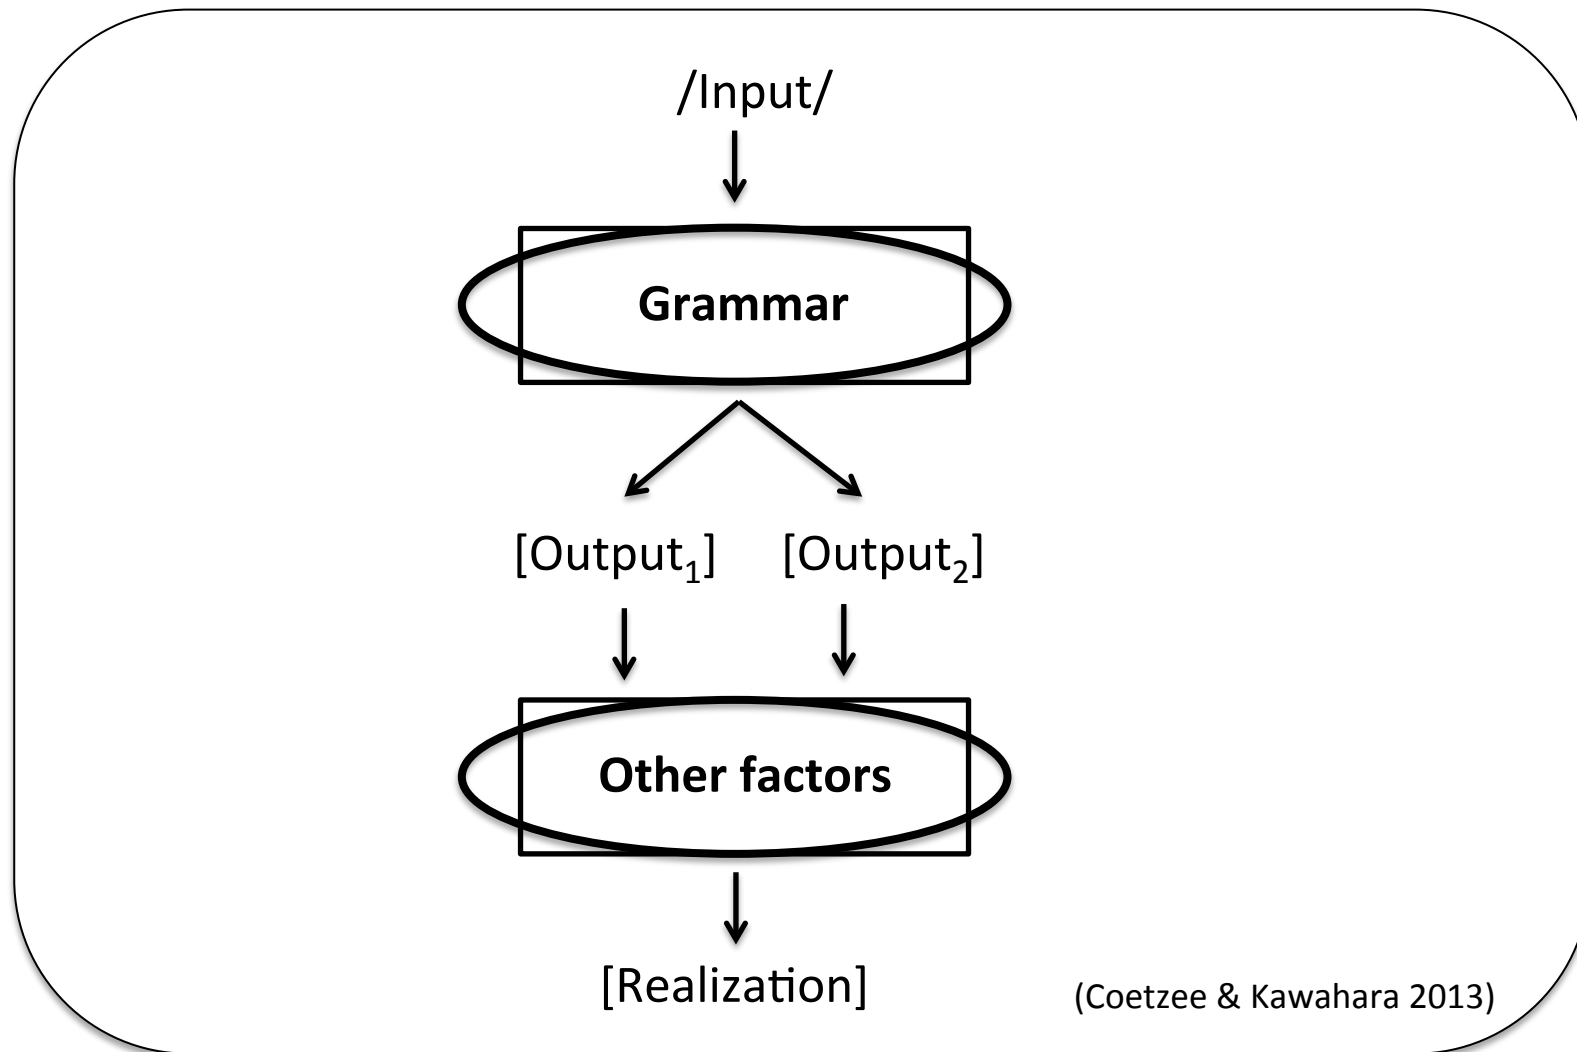 /Input/
Grammar
[Output₁] [Output₂]
Other factors
[Realization]
(Coetzee & Kawahara 2013)